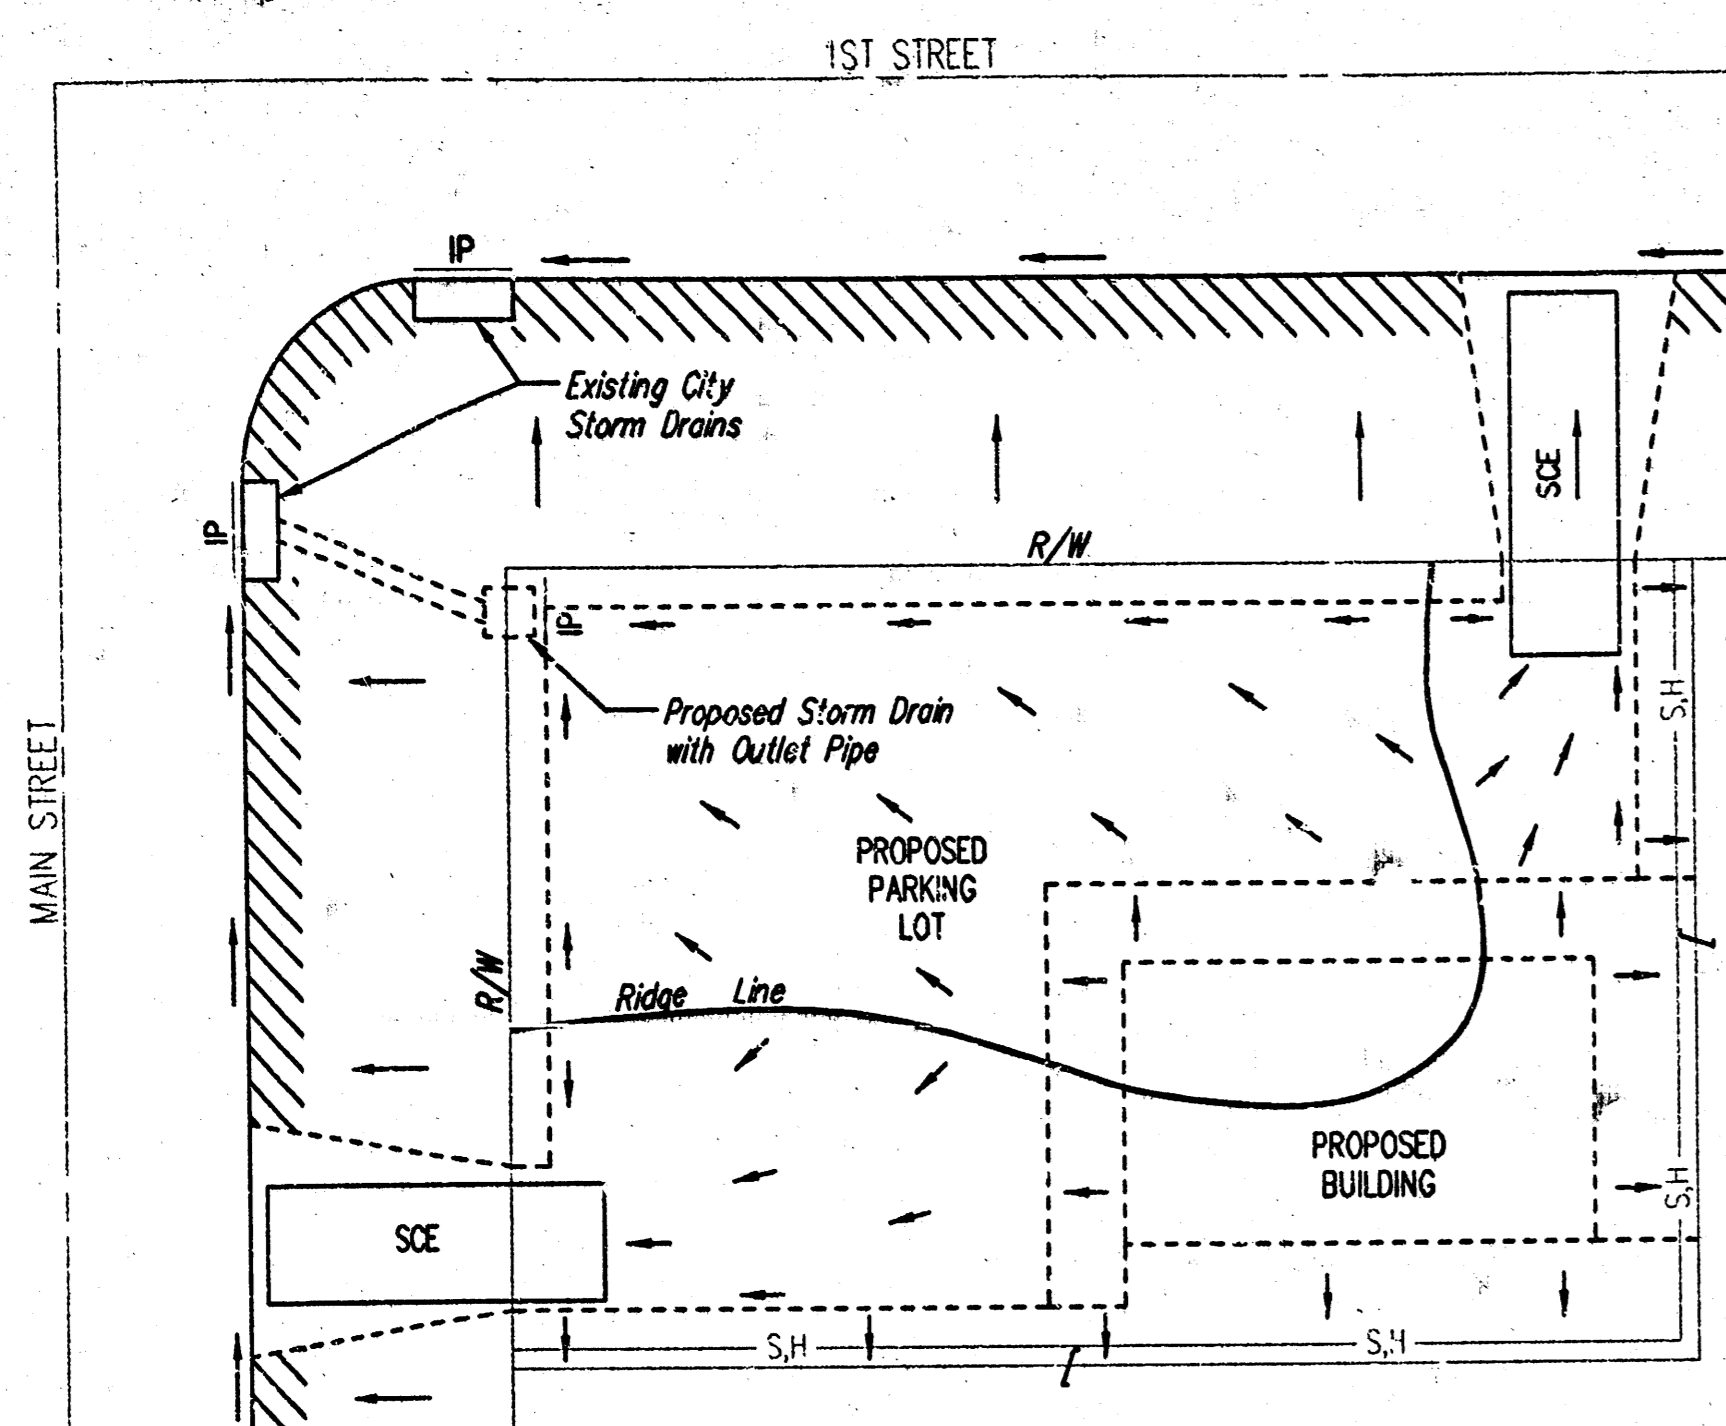 1ST STREET
IP
Existing City
Storm Drains
SCE
IP
R/W
IP
S,H
Proposed Storm Drain
with Outlet Pipe
MAIN STREET
PROPOSED
PARKING
LOT
R/W
Ridge Line
PROPOSED
BUILDING
S,H
SCE
S,H
S,H